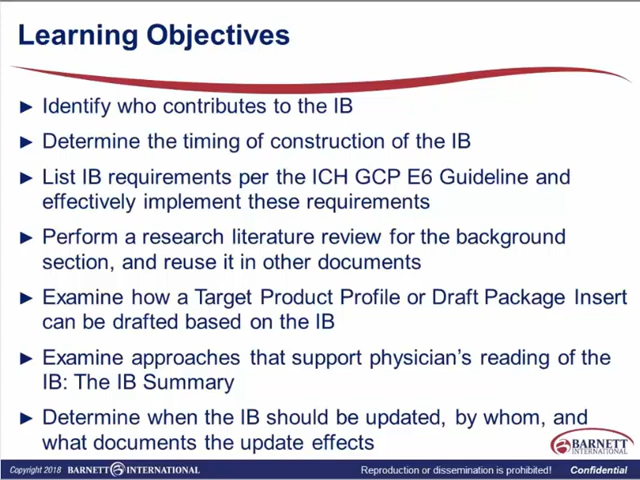 Learning Objectives
► Identify who contributes to the IB
► Determine the timing of construction of the IB
► List IB requirements per the ICH GCP E6 Guideline and
effectively implement these requirements
► Perform a research literature review for the background
section, and reuse it in other documents
► Examine how a Target Product Profile or Draft Package Insert
can be drafted based on the IB
► Examine approaches that support physician's reading of the
IB: The IB Summary
► Determine when the IB should be updated, by whom, and
what documents the update effects
BARNETT
INTERNATIONAL
Copyright 2018 BARNETT INTERNATIONAL Reproduction or dissemination is prohibited! Confidential